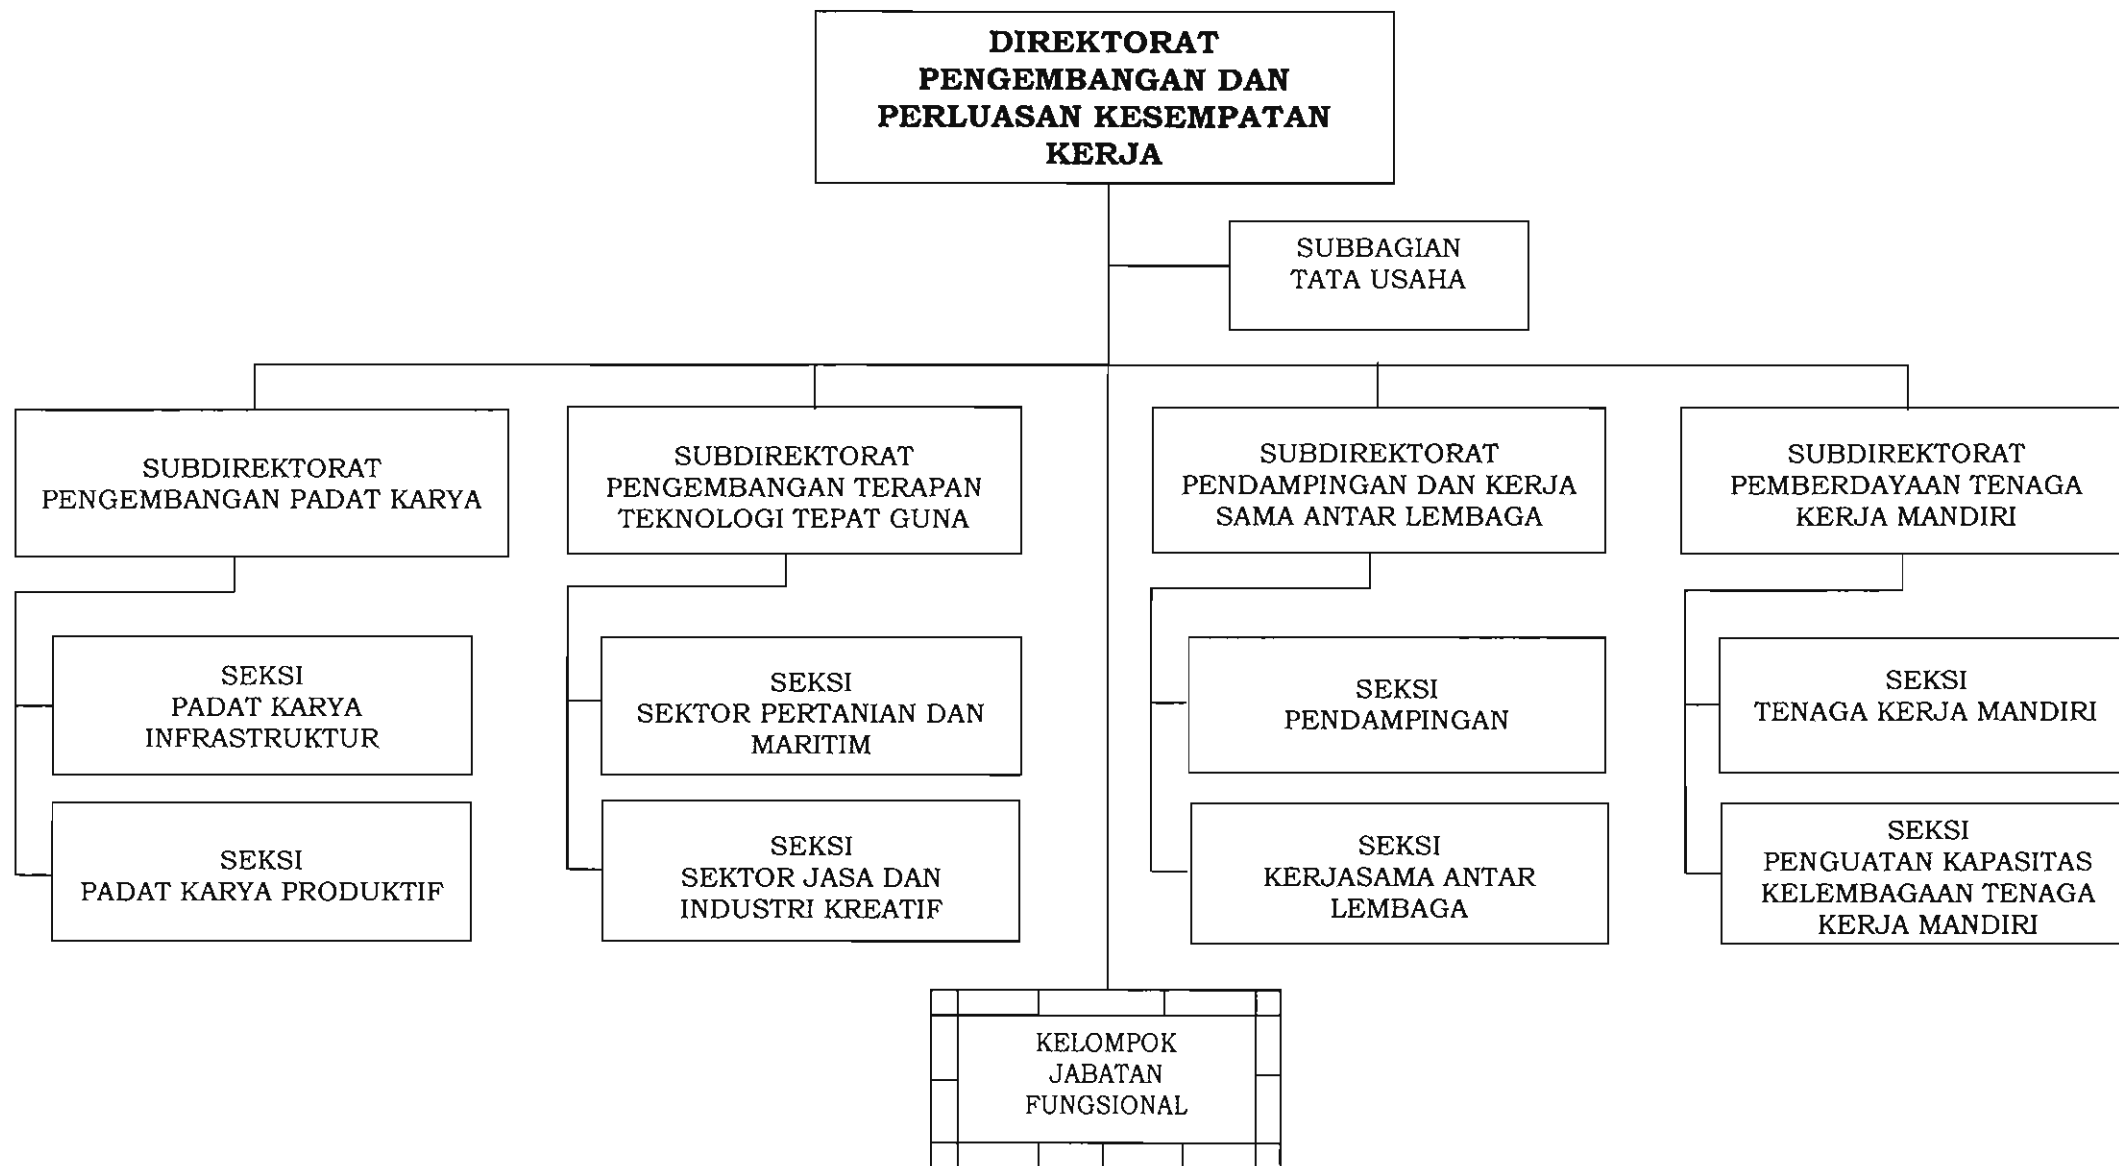 DIREKTORAT
PENGEMBANGAN DAN
PERLUASAN KESEMPATAN
KERJA
SUBBAGIAN
TATA USAHA
SUBDIREKTORAT
PENGEMBANGAN PADAT KARYA
SUBDIREKTORAT
PENGEMBANGAN TERAPAN
TEKNOLOGI TEPAT GUNA
SUBDIREKTORAT
PENDAMPINGAN DAN KERJA
SAMA ANTAR LEMBAGA
SUBDIREKTORAT
PEMBERDAYAAN TENAGA
KERJA MANDIRI
SEKSI
PADAT KARYA
INFRASTRUKTUR
SEKSI
SEKTOR PERTANIAN DAN
MARITIM
SEKSI
PENDAMPINGAN
SEKSI
TENAGA KERJA MANDIRI
SEKSI
PADAT KARYA PRODUKTIF
SEKSI
SEKTOR JASA DAN
INDUSTRI KREATIF
SEKSI
KERJASAMA ANTAR
LEMBAGA
SEKSI
PENGUATAN KAPASITAS
KELEMBAGAAN TENAGA
KERJA MANDIRI
KELOMPOK
JABATAN
FUNGSIONAL